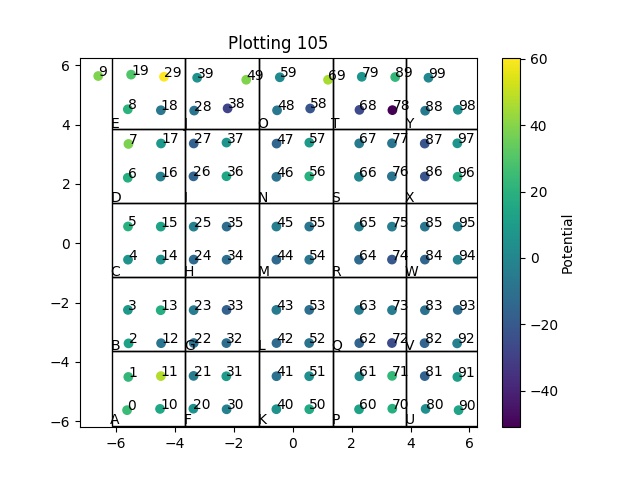 Plotting 105
6
4
2
0
−2
−4
−6
−6
−4
−2
0
2
4
6
60
40
20
0
−20
−40
Potential
9 19 29 39 49 59 69 79 89 99
8 18 28 38 48 58 68 78 88 98
E J O T Y
7 17 27 37 47 57 67 77 87 97
6 16 26 36 46 56 66 76 86 96
D I N S X
5 15 25 35 45 55 65 75 85 95
4 14 24 34 44 54 64 74 84 94
C H M R W
3 13 23 33 43 53 63 73 83 93
2 12 22 32 42 52 62 72 82 92
B G L Q V
1 11 21 31 41 51 61 71 81 91
0 10 20 30 40 50 60 70 80 90
A F K P U